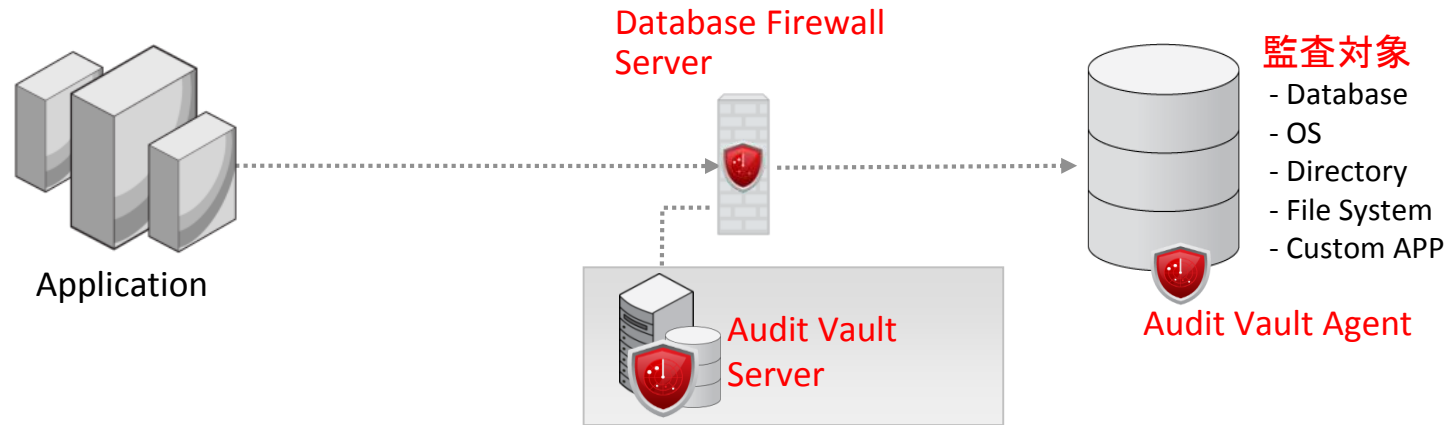 Database Firewall
Server
監査対象
- Database
- OS
- Directory
- File System
- Custom APP
Application
Audit Vault
Server
Audit Vault Agent